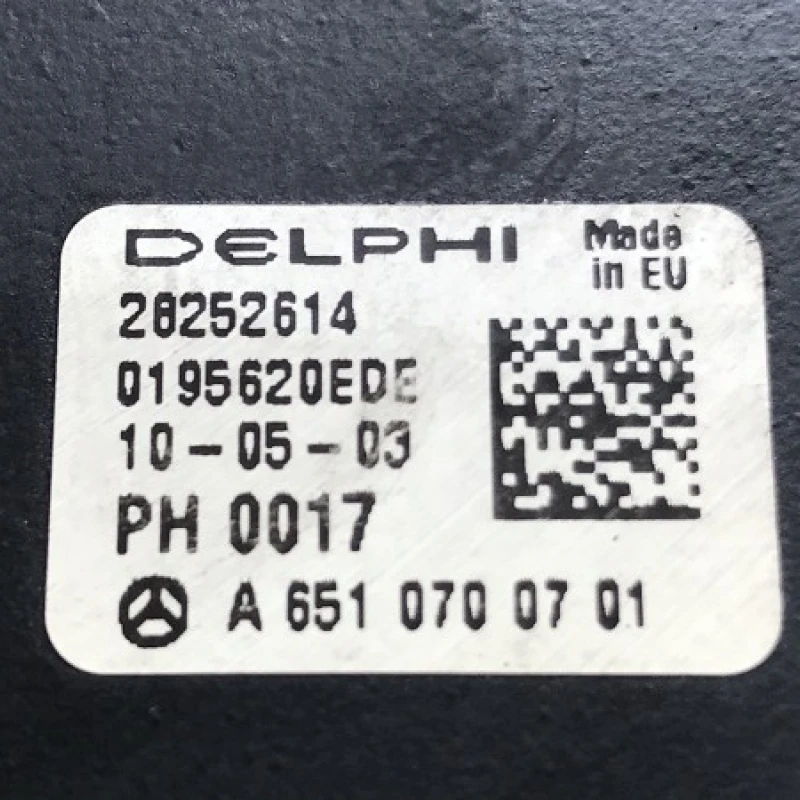 DELPHI
Made
in EU
28252614
0195620EDE
10-05-03
PH 0017
A 651 070 07 01